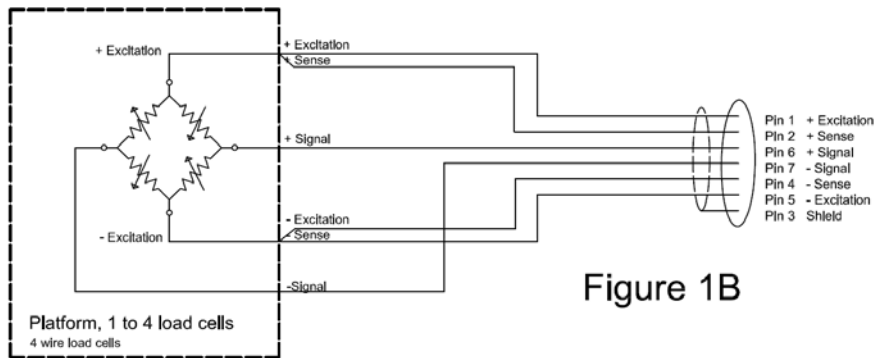 + Excitation
+ Excitation
+ Sense
+ Signal
- Excitation
- Sense
- Excitation
-Signal
Platform, 1 to 4 load cells
4 wire load cells
Pin 1 + Excitation
Pin 2 + Sense
Pin 6 + Signal
Pin 7 - Signal
Pin 4 - Sense
Pin 5 - Excitation
Pin 3 Shield
Figure 1B